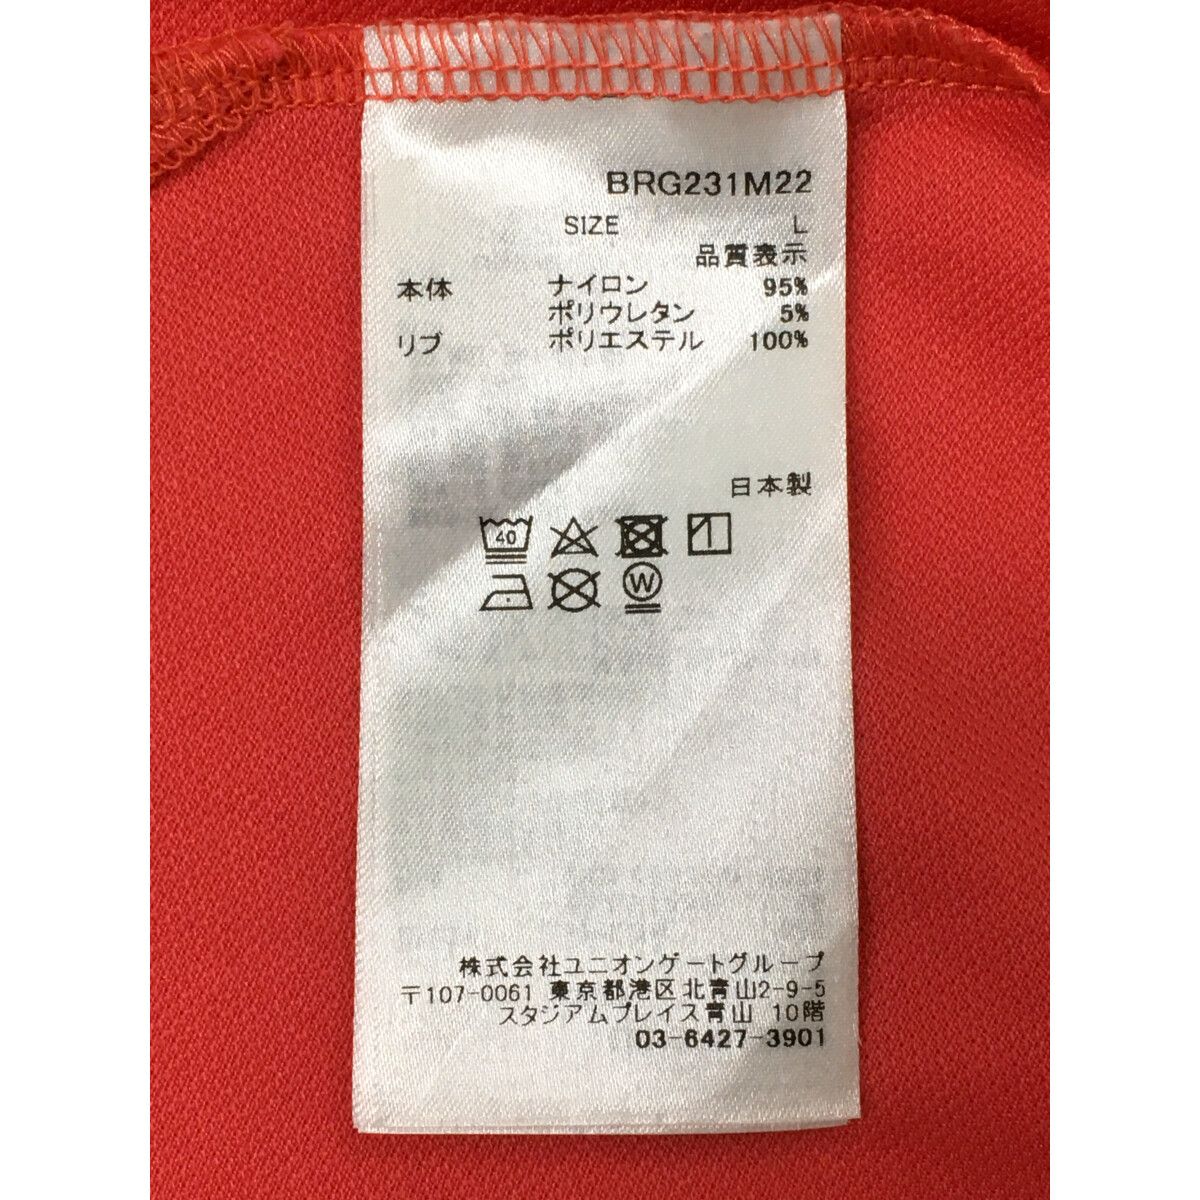 BRG231M22
SIZE L
品質表示
本体 ナイロン 95%
ポリウレタン 5%
リブ ポリエステル 100%
日本製
40
W
株式会社ユニオンゲートグループ
〒107-0061 東京都港区北青山2-9-5
スタジアムプレイス青山 10階
03-6427-3901